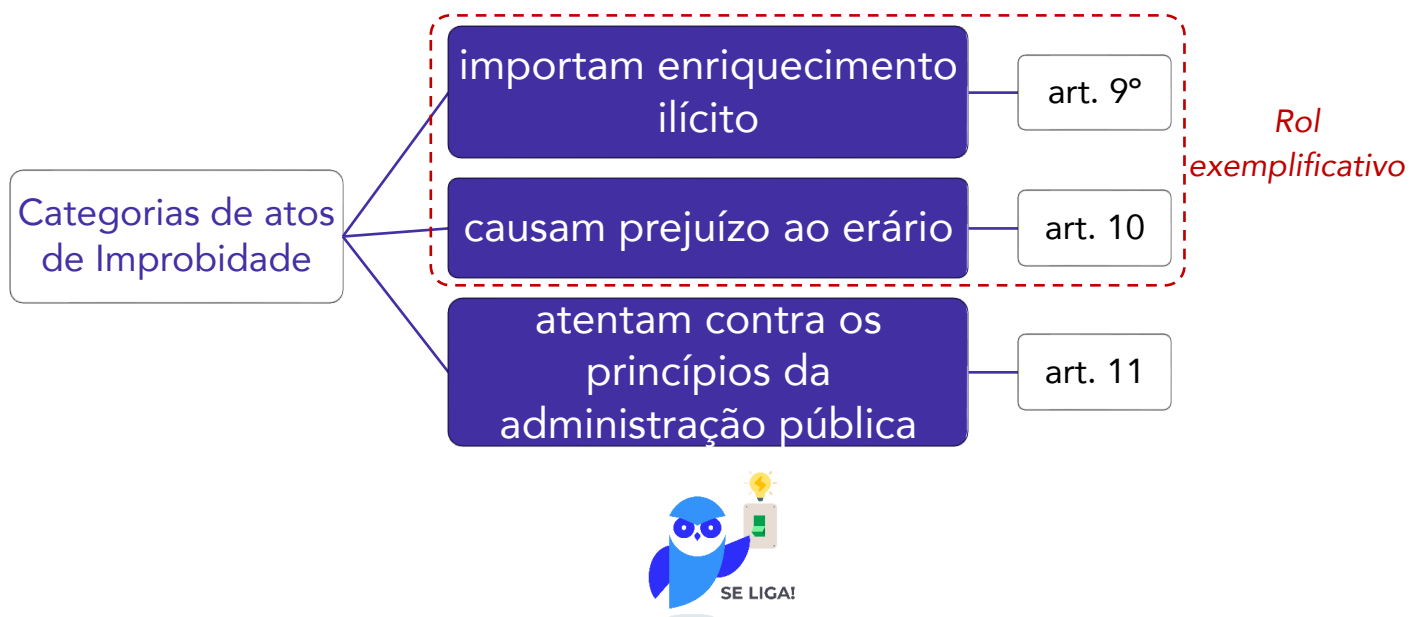 importam enriquecimento
ilícito
art. 9º
Rol
exemplificativo
Categorias de atos
de Improbidade
causam prejuízo ao erário
art. 10
atentam contra os
princípios da
administração pública
art. 11
SE LIGA!